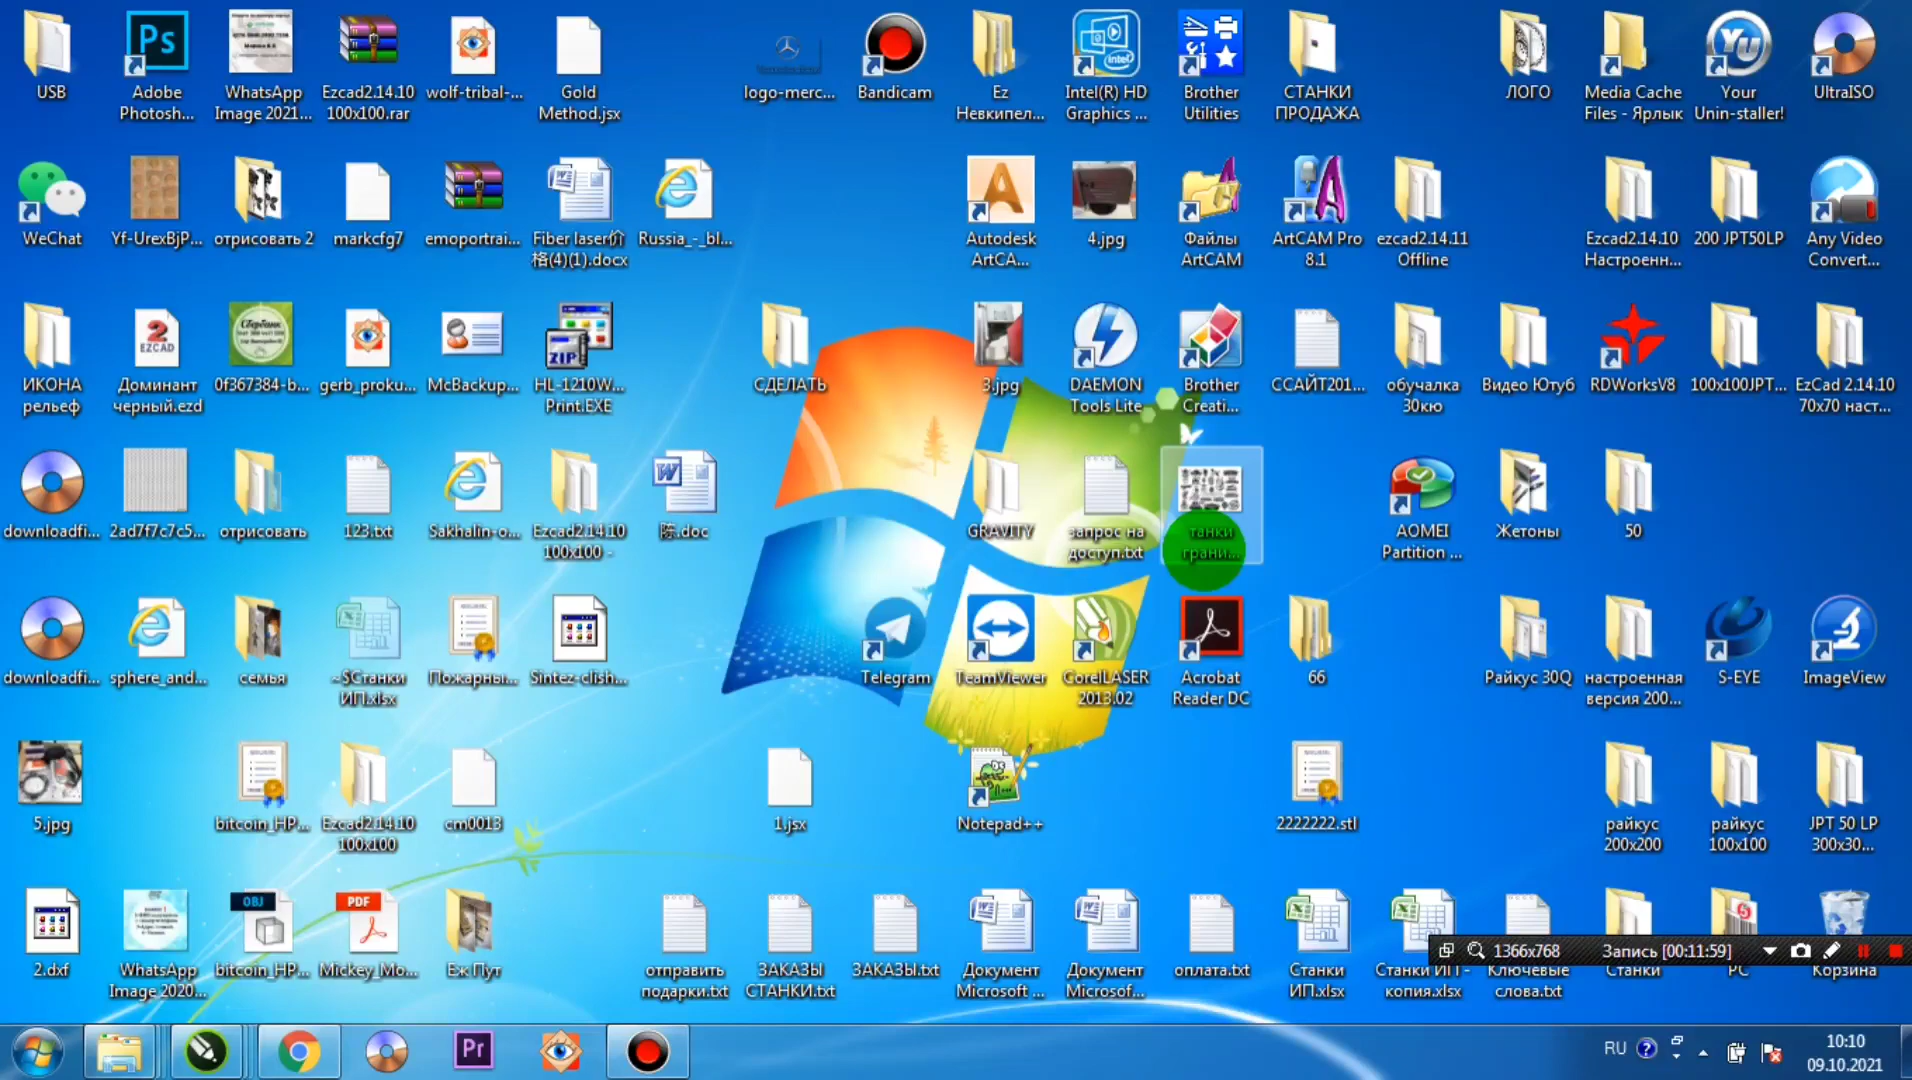 USB
Adobe
Photosh...
WhatsApp
Image 2021...
Ezcad2.14.10
100x100.rar
wolf-tribal-...
Gold
Method.jsx
logo-merc...
Bandicam
Ez
Невкипел...
Intel(R) HD
Graphics ...
Brother
Utilities
СТАНКИ
ПРОДАЖА
ЛОГО
Media Cache
Files - Ярлык
Your
Unin-staller!
UltraISO
WeChat
Yf-UrexBjP...
отрисовать 2
markcfg7
emoportrai...
Fiber laser价
格(4)(1).docx
Russia_-_bl...
Autodesk
ArtCA...
4.jpg
Файлы
ArtCAM
ArtCAM Pro
8.1
ezcad2.14.11
Offline
Ezcad2.14.10
Настроенн...
200 JPT50LP
Any Video
Convert...
ИКОНА
рельеф
Доминант
черный.ezd
0f367384-b...
gerb_proku...
McBackup...
HL-1210W...
Print.EXE
СДЕЛАТЬ
3.jpg
DAEMON
Tools Lite
Brother
Creati...
ССАЙТ201...
обучалка
30кю
Видео Ютуб
RDWorksV8
100x100JPT...
EzCad 2.14.10
70x70 наст...
downloadfi...
2ad7f7c7c5...
отрисовать
123.txt
Sakhalin-o...
Ezcad2.14.10
100x100 -
陈.doc
GRAVITY
запрос на
доступ.txt
танки
грани...
AOMEI
Partition ...
Жетоны
50
downloadfi...
sphere_and...
семья
~$Станки
ИП.xlsx
Пожарны...
Sintez-clish...
Telegram
TeamViewer
CorelLASER
2013.02
Acrobat
Reader DC
66
Райкус 30Q
настроенная
версия 200...
S-EYE
ImageView
5.jpg
bitcoin_HP...
Ezcad2.14.10
100x100
cm0013
1.jsx
Notepad++
2222222.stl
райкус
200x200
райкус
100x100
JPT 50 LP
300x30...
2.dxf
WhatsApp
Image 2020...
bitcoin_HP...
Mickey_Mo...
Еж Пут
отправить
подарки.txt
ЗАКАЗЫ
СТАНКИ.txt
ЗАКАЗЫ.txt
Документ
Microsoft ...
Документ
Microsof...
оплата.txt
Станки
ИП.xlsx
Станки ИП -
копия.xlsx
Ключевые
слова.txt
Станки
РС
Корзина
1366x768
Запись [00:11:59]
Ps
2
EZCAD
ZIP
OBJ
PDF
Pr
RU
10:10
09.10.2021